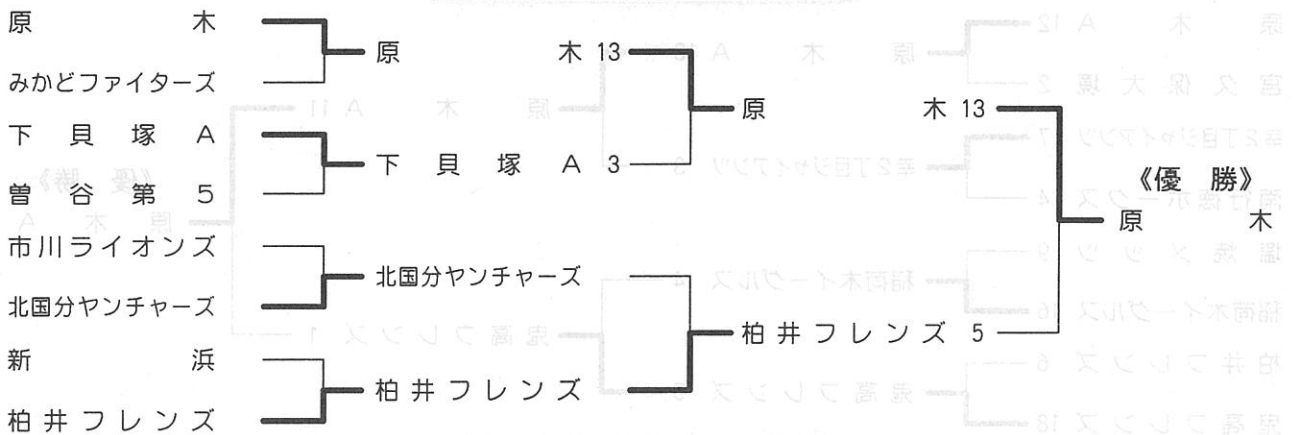 原木
みかどファイターズ
下貝塚A
曽谷第5
市川ライオンズ
北国分ヤンチャーズ
新浜
柏井フレンズ
原木 13
下貝塚A 3
北国分ヤンチャーズ
柏井フレンズ
原木 13
柏井フレンズ 5
《優勝》
原木